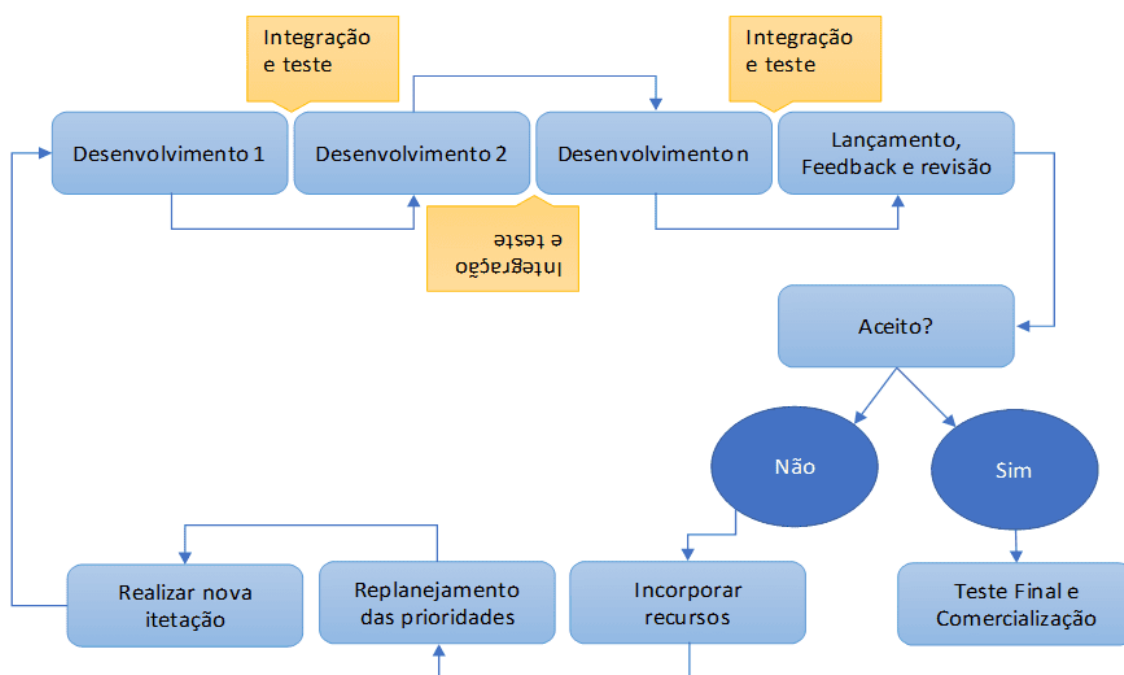 Integração
e teste
Integração
e teste
Desenvolvimento 1
Desenvolvimento 2
Desenvolvimento n
Lançamento,
Feedback e revisão
Integração
e teste
Aceito?
Não
Sim
Realizar nova
itetação
Replanejamento
das prioridades
Incorporar
recursos
Teste Final e
Comercialização